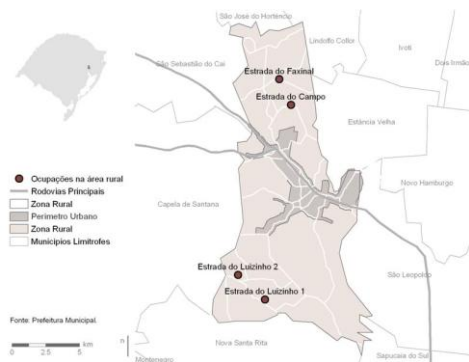 São José do Hortêncio
Lindolfo Collor
Ivoti
Dois Irmão
São Sebastião do Caí
Estrada do Faxinal
Estrada do Campo
Estância Velha
Ocupações na área rural
Rodovias Principais
Zona Rural
Perímetro Urbano
Zona Rural
Municípios Limítrofes
Capela de Santana
Novo Hamburgo
Estrada do Luizinho 2
Estrada do Luizinho 1
São Leopoldo
Fonte: Prefeitura Municipal.
0 2.5 5 km
n
Nova Santa Rita
Montenegro
Sapucaia do Sul